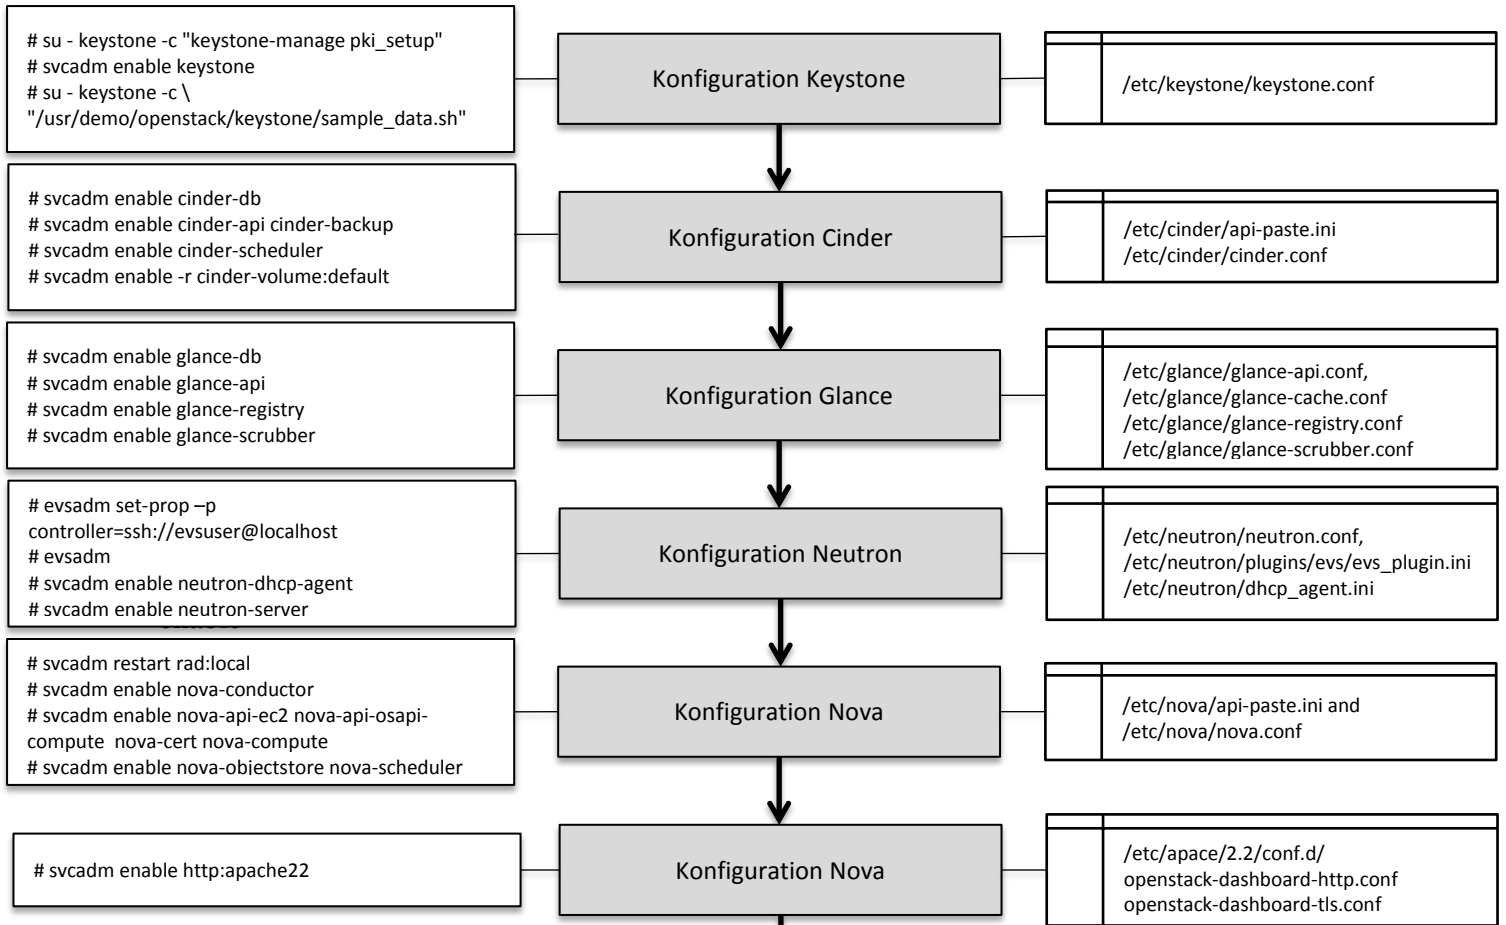 # su - keystone -c "keystone-manage pki_setup"
# svcadm enable keystone
# su - keystone -c \
"/usr/demo/openstack/keystone/sample_data.sh"
Konfiguration Keystone
/etc/keystone/keystone.conf
# svcadm enable cinder-db
# svcadm enable cinder-api cinder-backup
# svcadm enable cinder-scheduler
# svcadm enable -r cinder-volume:default
Konfiguration Cinder
/etc/cinder/api-paste.ini
/etc/cinder/cinder.conf
# svcadm enable glance-db
# svcadm enable glance-api
# svcadm enable glance-registry
# svcadm enable glance-scrubber
Konfiguration Glance
/etc/glance/glance-api.conf,
/etc/glance/glance-cache.conf
/etc/glance/glance-registry.conf
/etc/glance/glance-scrubber.conf
# evsadm set-prop –p
controller=ssh://evsuser@localhost
# evsadm
# svcadm enable neutron-dhcp-agent
# svcadm enable neutron-server
Konfiguration Neutron
/etc/neutron/neutron.conf,
/etc/neutron/plugins/evs/evs_plugin.ini
/etc/neutron/dhcp_agent.ini
# svcadm restart rad:local
# svcadm enable nova-conductor
# svcadm enable nova-api-ec2 nova-api-osapi-
compute  nova-cert nova-compute
# svcadm enable nova-objectstore nova-scheduler
Konfiguration Nova
/etc/nova/api-paste.ini and
/etc/nova/nova.conf
# svcadm enable http:apache22
Konfiguration Nova
/etc/apace/2.2/conf.d/
openstack-dashboard-http.conf
openstack-dashboard-tls.conf